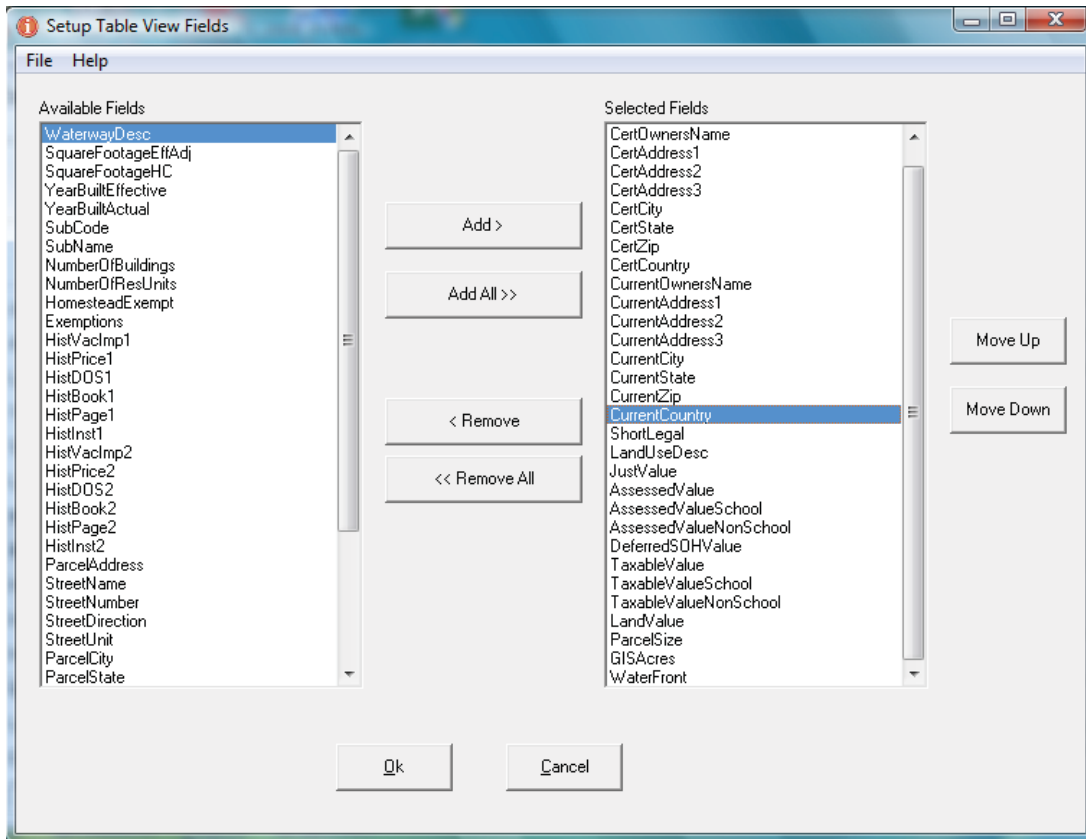 Setup Table View Fields
File Help
Available Fields
WaterwayDesc
SquareFootageEffAdj
SquareFootageHC
YearBuiltEffective
YearBuiltActual
SubCode
SubName
NumberOfBuildings
NumberOfResUnits
HomesteadExempt
Exemptions
HistVacImp1
HistPrice1
HistDOS1
HistBook1
HistPage1
HistInst1
HistVacImp2
HistPrice2
HistDOS2
HistBook2
HistPage2
HistInst2
ParcelAddress
StreetName
StreetNumber
StreetDirection
StreetUnit
ParcelCity
ParcelState
Add >
Add All >>
< Remove
<< Remove All
Selected Fields
CertOwnersName
CertAddress1
CertAddress2
CertAddress3
CertCity
CertState
CertZip
CertCountry
CurrentOwnersName
CurrentAddress1
CurrentAddress2
CurrentAddress3
CurrentCity
CurrentState
CurrentZip
CurrentCountry
ShortLegal
LandUseDesc
JustValue
AssessedValue
AssessedValueSchool
AssessedValueNonSchool
DeferredSOHValue
TaxableValue
TaxableValueSchool
TaxableValueNonSchool
LandValue
ParcelSize
GISAcres
WaterFront
Move Up
Move Down
Ok
Cancel